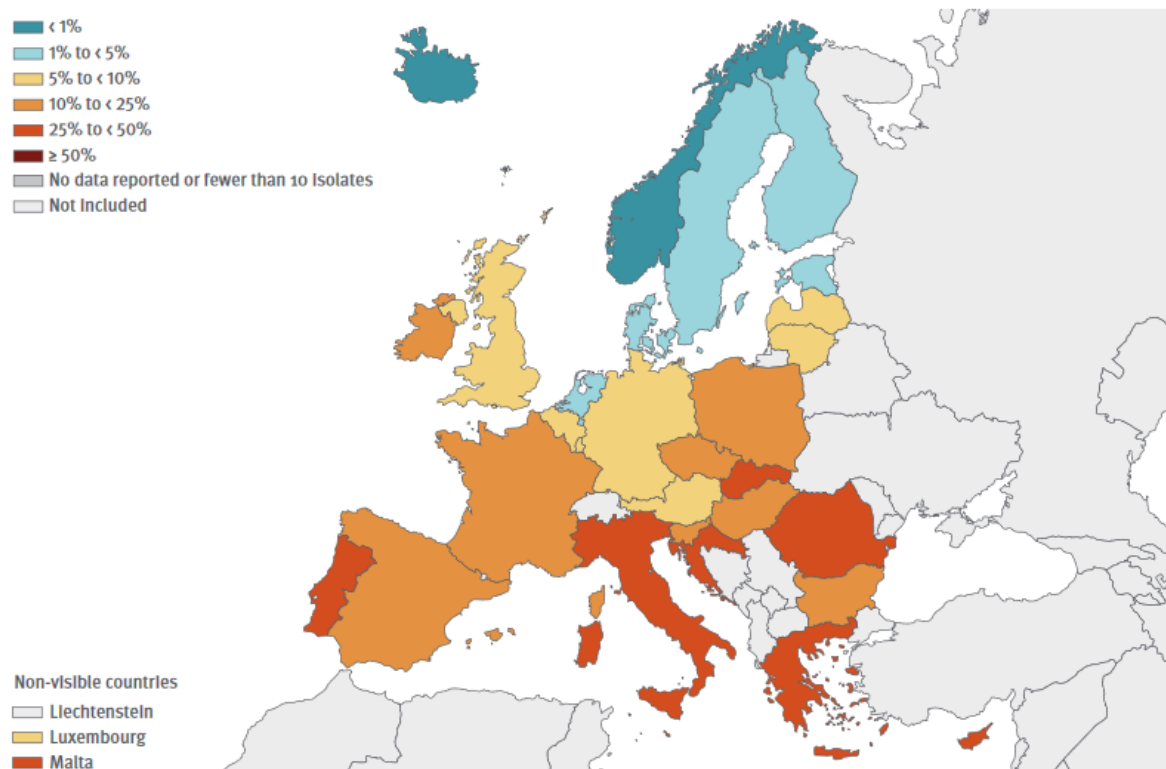 < 1%
1% to < 5%
5% to < 10%
10% to < 25%
25% to < 50%
≥ 50%
No data reported or fewer than 10 Isolates
Not Included
Non-visible countries
Liechtenstein
Luxembourg
Malta